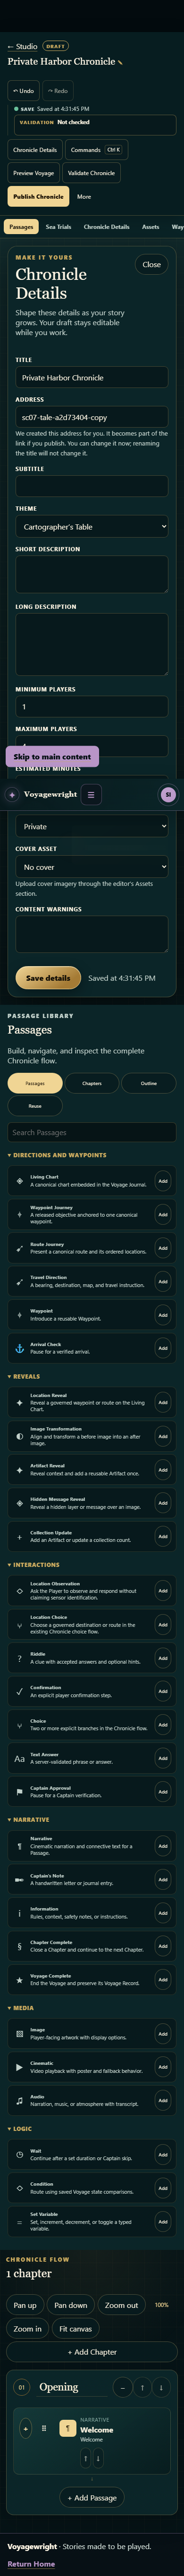 ← Studio DRAFT
Private Harbor Chronicle
Undo Redo
SAVE Saved at 4:31:45 PM
VALIDATION Not checked
Chronicle Details Commands Ctrl K
Preview Voyage Validate Chronicle
Publish Chronicle More
Passages Sea Trials Chronicle Details Assets Way
MAKE IT YOURS
Close
Chronicle
Details
Shape these details as your story
grows. Your draft stays editable
while you work.
TITLE
Private Harbor Chronicle
ADDRESS
sc07-tale-a2d73404-copy
We created this address for you. It becomes part of the
link if you publish. You can change it now; renaming
the title will not change it.
SUBTITLE
THEME
Cartographer's Table
SHORT DESCRIPTION
LONG DESCRIPTION
MINIMUM PLAYERS
1
MAXIMUM PLAYERS
Skip to main content
ESTIMATED MINUTES
Voyagewright
Private
COVER ASSET
No cover
Upload cover imagery through the editor's Assets
section.
CONTENT WARNINGS
Save details Saved at 4:31:45 PM
PASSAGE LIBRARY
Passages
Build, navigate, and inspect the complete
Chronicle flow.
Passages Chapters Outline
Reuse
Search Passages
▾ DIRECTIONS AND WAYPOINTS
Living Chart
A canonical chart embedded in the Voyage Journal.
Add
Waypoint Journey
A released objective anchored to one canonical
waypoint.
Add
Route Journey
Present a canonical route and its ordered locations.
Add
Travel Direction
A bearing, destination, map, and travel instruction.
Add
Waypoint
Introduce a reusable Waypoint.
Add
Arrival Check
Pause for a verified arrival.
Add
▾ REVEALS
Location Reveal
Reveal a governed waypoint or route on the Living
Chart.
Add
Image Transformation
Align and transform a before image into an after
image.
Add
Artifact Reveal
Reveal context and add a reusable Artifact once.
Add
Hidden Message Reveal
Reveal a hidden layer or message over an image.
Add
Collection Update
Add an Artifact or update a collection count.
Add
▾ INTERACTIONS
Location Observation
Ask the Player to observe and respond without
claiming sensor identification.
Add
Location Choice
Choose a governed destination or route in the
existing Chronicle choice flow.
Add
Riddle
A clue with accepted answers and optional hints.
Add
Confirmation
An explicit player confirmation step.
Add
Choice
Two or more explicit branches in the Chronicle flow.
Add
Text Answer
A server-validated phrase or answer.
Add
Captain Approval
Pause for a Captain verification.
Add
▾ NARRATIVE
Narrative
Cinematic narration and connective text for a
Passage.
Add
Captain's Note
A handwritten letter or journal entry.
Add
Information
Rules, context, safety notes, or instructions.
Add
Chapter Complete
Close a Chapter and continue to the next Chapter.
Add
Voyage Complete
End the Voyage and preserve its Voyage Record.
Add
▾ MEDIA
Image
Player-facing artwork with display options.
Add
Cinematic
Video playback with poster and fallback behavior.
Add
Audio
Narration, music, or atmosphere with transcript.
Add
▾ LOGIC
Wait
Continue after a set duration or Captain skip.
Add
Condition
Route using saved Voyage state comparisons.
Add
Set Variable
Set, increment, decrement, or toggle a typed
variable.
Add
CHRONICLE FLOW
1 chapter
Pan up Pan down Zoom out 100%
Zoom in Fit canvas
+ Add Chapter
01 Opening − ↑ ↓
+ ¶ NARRATIVE
Welcome
Welcome
↑ ↓
+ Add Passage
Voyagewright · Stories made to be played.
Return Home